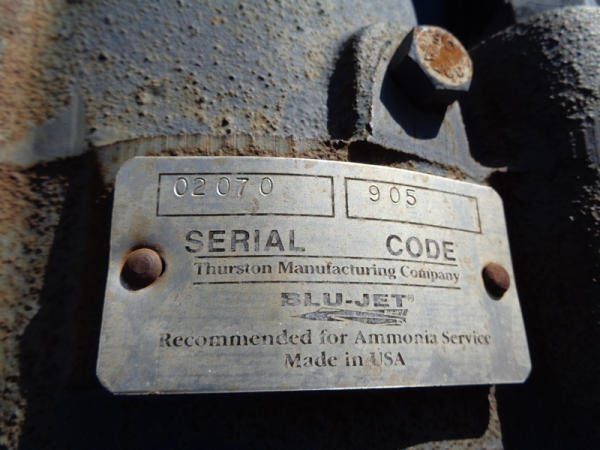 02070 905
SERIAL CODE
Thurston Manufacturing Company
BLU-JET®
Recommended for Ammonia Service
Made in USA